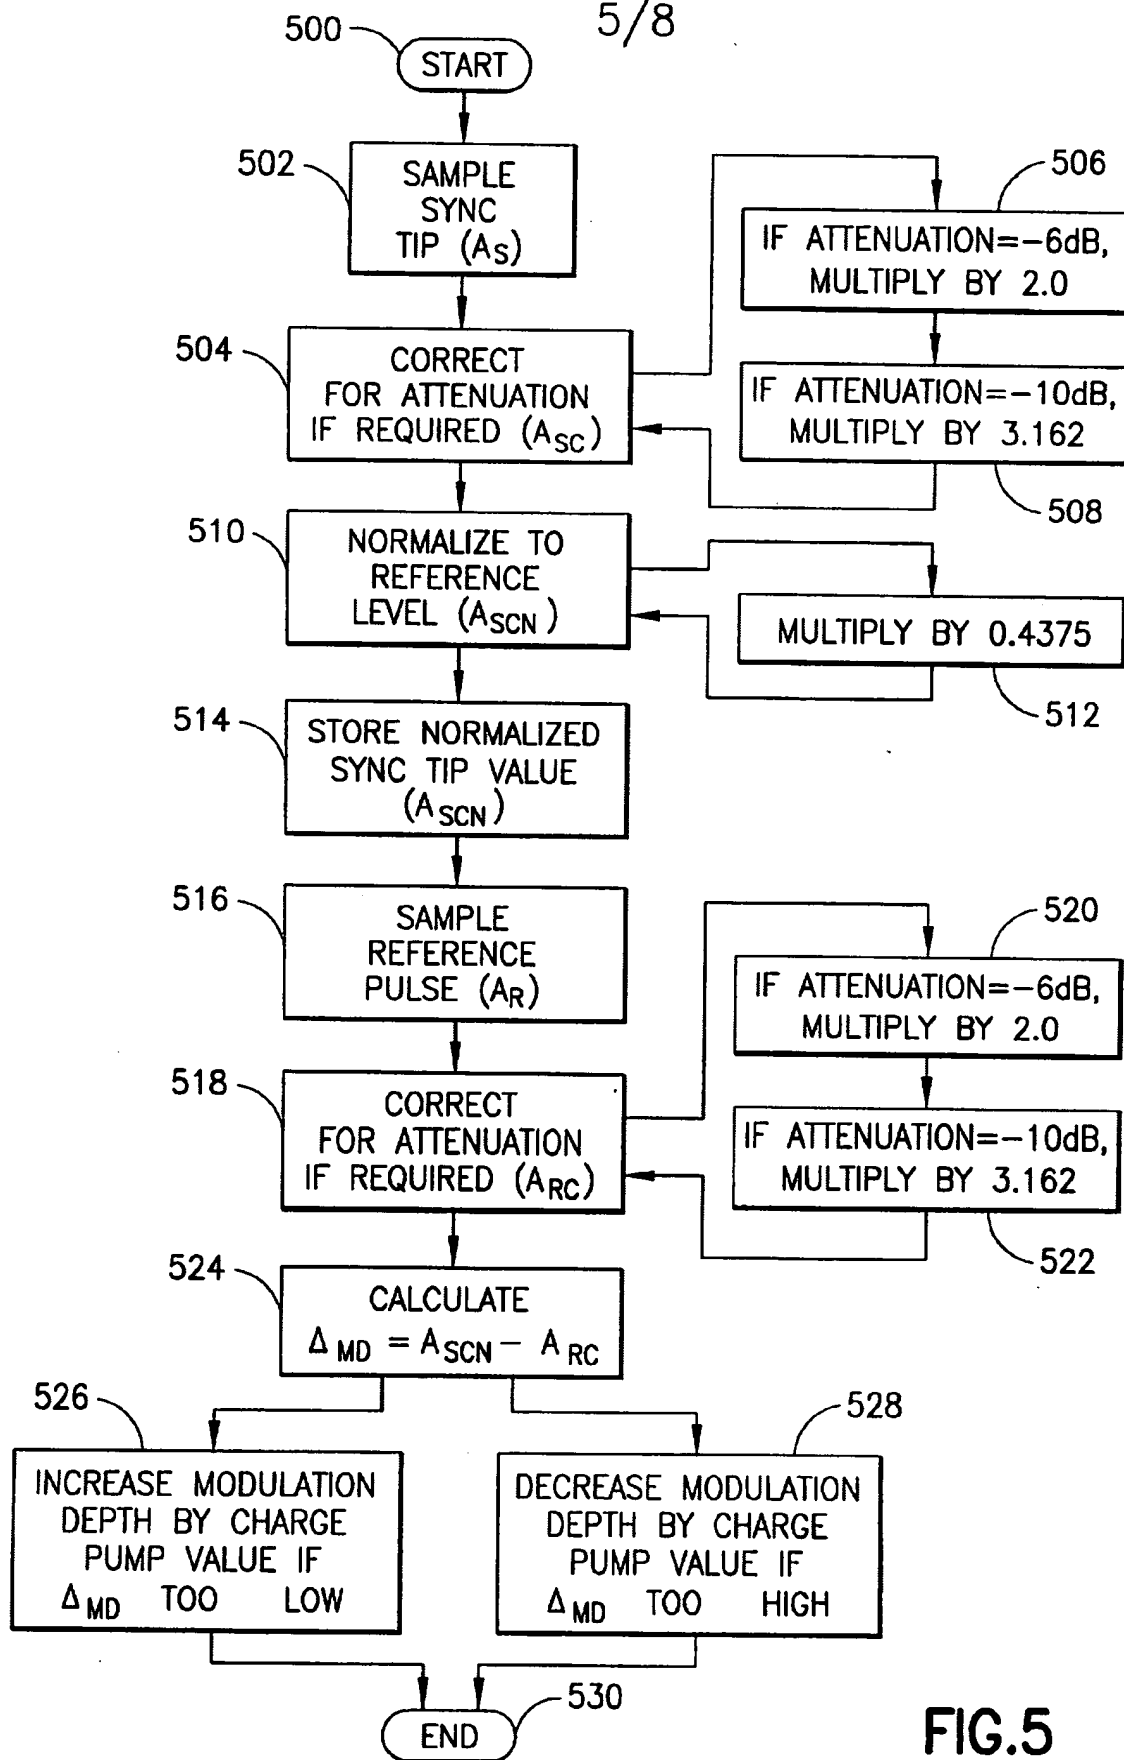 5/8
500
START
502
SAMPLE
SYNC
TIP (AS)
504
CORRECT
FOR ATTENUATION
IF REQUIRED (ASC)
506
IF ATTENUATION=-6dB,
MULTIPLY BY 2.0
IF ATTENUATION=-10dB,
MULTIPLY BY 3.162
508
510
NORMALIZE TO
REFERENCE
LEVEL (ASCN)
MULTIPLY BY 0.4375
512
514
STORE NORMALIZED
SYNC TIP VALUE
(ASCN)
516
SAMPLE
REFERENCE
PULSE (AR)
518
CORRECT
FOR ATTENUATION
IF REQUIRED (ARC)
520
IF ATTENUATION=-6dB,
MULTIPLY BY 2.0
IF ATTENUATION=-10dB,
MULTIPLY BY 3.162
522
524
CALCULATE
ΔMD = ASCN - ARC
526
INCREASE MODULATION
DEPTH BY CHARGE
PUMP VALUE IF
ΔMD TOO LOW
528
DECREASE MODULATION
DEPTH BY CHARGE
PUMP VALUE IF
ΔMD TOO HIGH
END
530
FIG.5